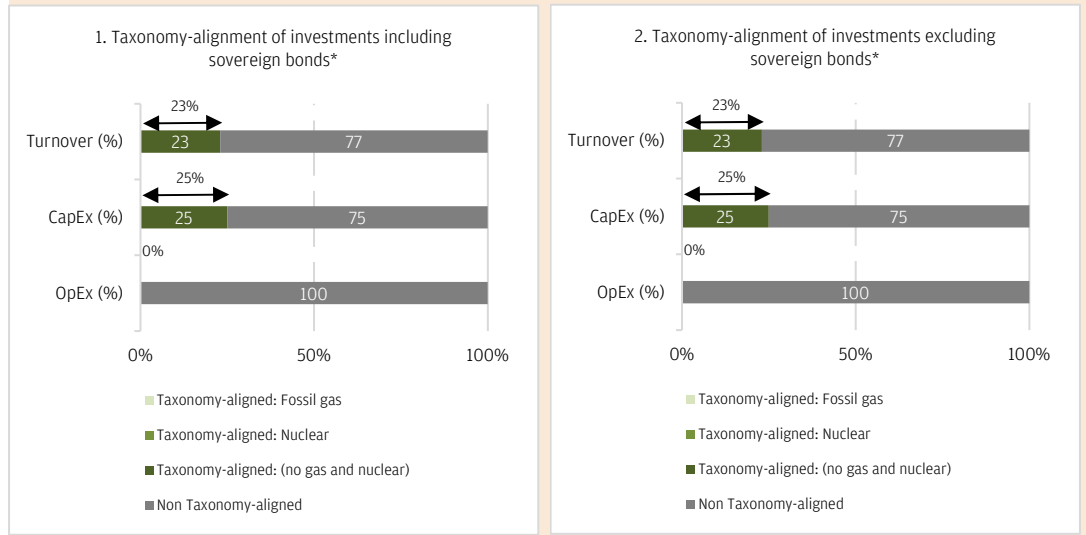 1. Taxonomy-alignment of investments including
sovereign bonds*
23%
Turnover (%)
23
77
25%
CapEx (%)
25
75
0%
OpEx (%)
100
0%
50%
100%
Taxonomy-aligned: Fossil gas
Taxonomy-aligned: Nuclear
Taxonomy-aligned: (no gas and nuclear)
Non Taxonomy-aligned
2. Taxonomy-alignment of investments excluding
sovereign bonds*
23%
Turnover (%)
23
77
25%
CapEx (%)
25
75
0%
OpEx (%)
100
0%
50%
100%
Taxonomy-aligned: Fossil gas
Taxonomy-aligned: Nuclear
Taxonomy-aligned: (no gas and nuclear)
Non Taxonomy-aligned